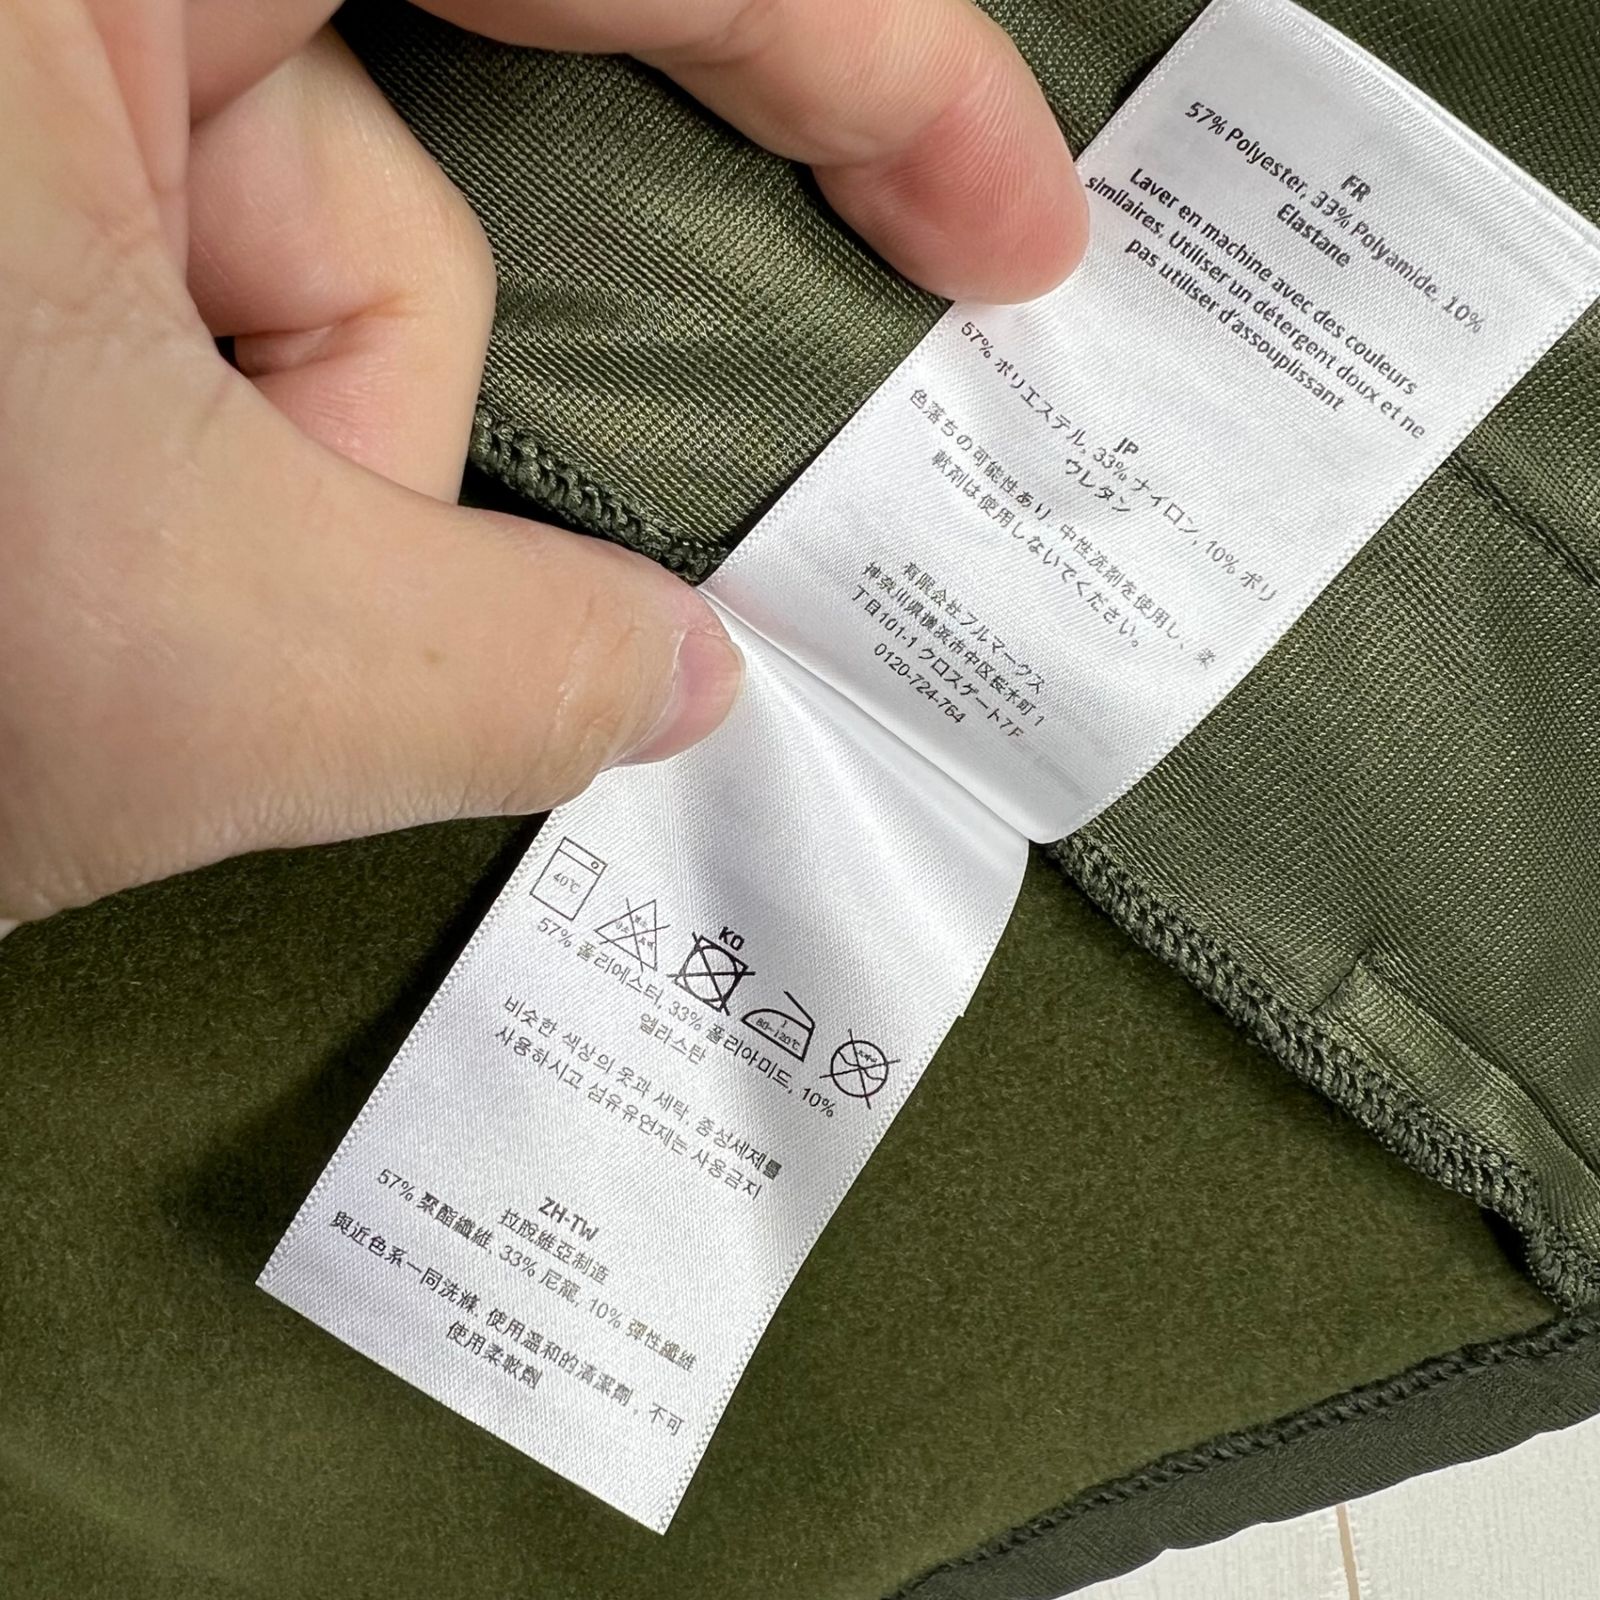 FR
57% Polyester, 33% Polyamide, 10%
Elastane
Laver en machine avec des couleurs
similaires. Utiliser un détergent doux et ne
pas utiliser d'assouplissant
JP
57% ポリエステル, 33% ナイロン, 10% ポリ
ウレタン
色落ちの可能性あり. 中性洗剤を使用し、柔
軟剤は使用しないでください。
有限会社フルマークス
神奈川県横浜市中区桜木町 1
丁目101-1 クロスゲート7F
0120-724-764
40℃
80~120℃
KO
57% 폴리에스터, 33% 폴리아미드, 10%
엘라스탄
비슷한 색상의 옷과 세탁. 중성세제를
사용하시고 섬유유연제는 사용금지
ZH-TW
拉脫維亞制造
57% 聚酯纖維, 33% 尼龍, 10% 彈性纖維
與近色系一同洗滌. 使用溫和的清潔劑，不可
使用柔軟劑